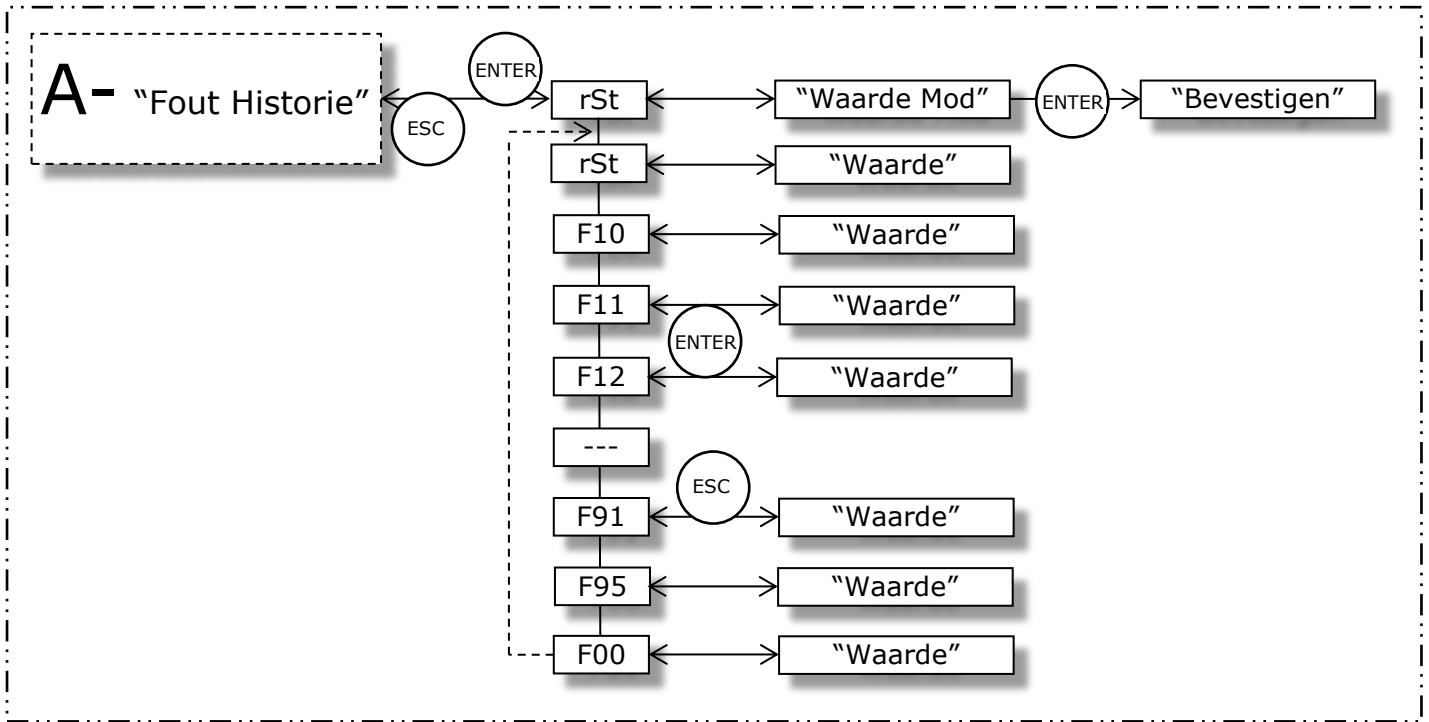 A- “Fout Historie”
ENTER
ESC
rSt
“Waarde Mod”
ENTER
“Bevestigen”
rSt
“Waarde”
F10
“Waarde”
F11
“Waarde”
ENTER
F12
“Waarde”
---
ESC
F91
“Waarde”
F95
“Waarde”
F00
“Waarde”